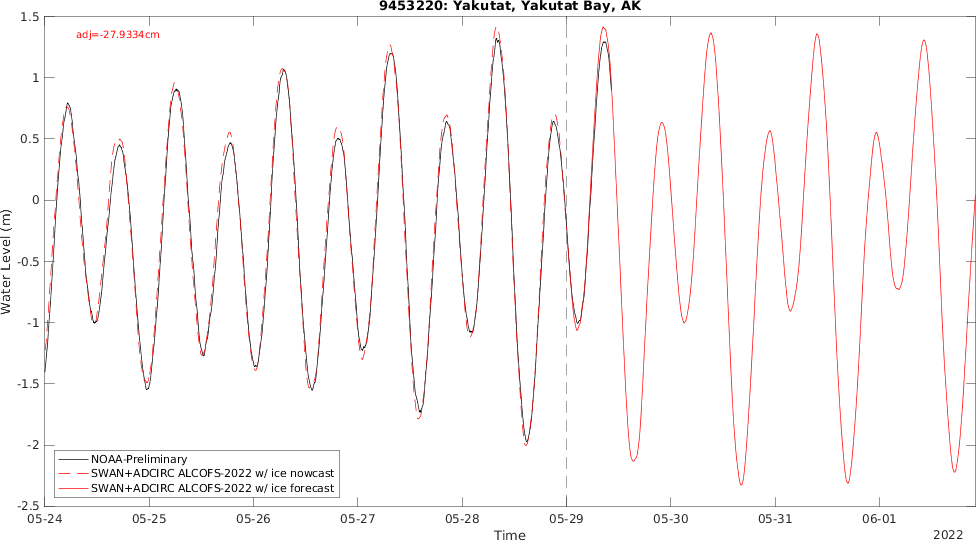 9453220: Yakutat, Yakutat Bay, AK
adj=-27.9334cm
1.5
1
0.5
0
-0.5
-1
-1.5
-2
-2.5
Water Level (m)
NOAA-Preliminary
SWAN+ADCIRC ALCOFS-2022 w/ ice nowcast
SWAN+ADCIRC ALCOFS-2022 w/ ice forecast
05-24 05-25 05-26 05-27 05-28 05-29 05-30 05-31 06-01
Time
2022